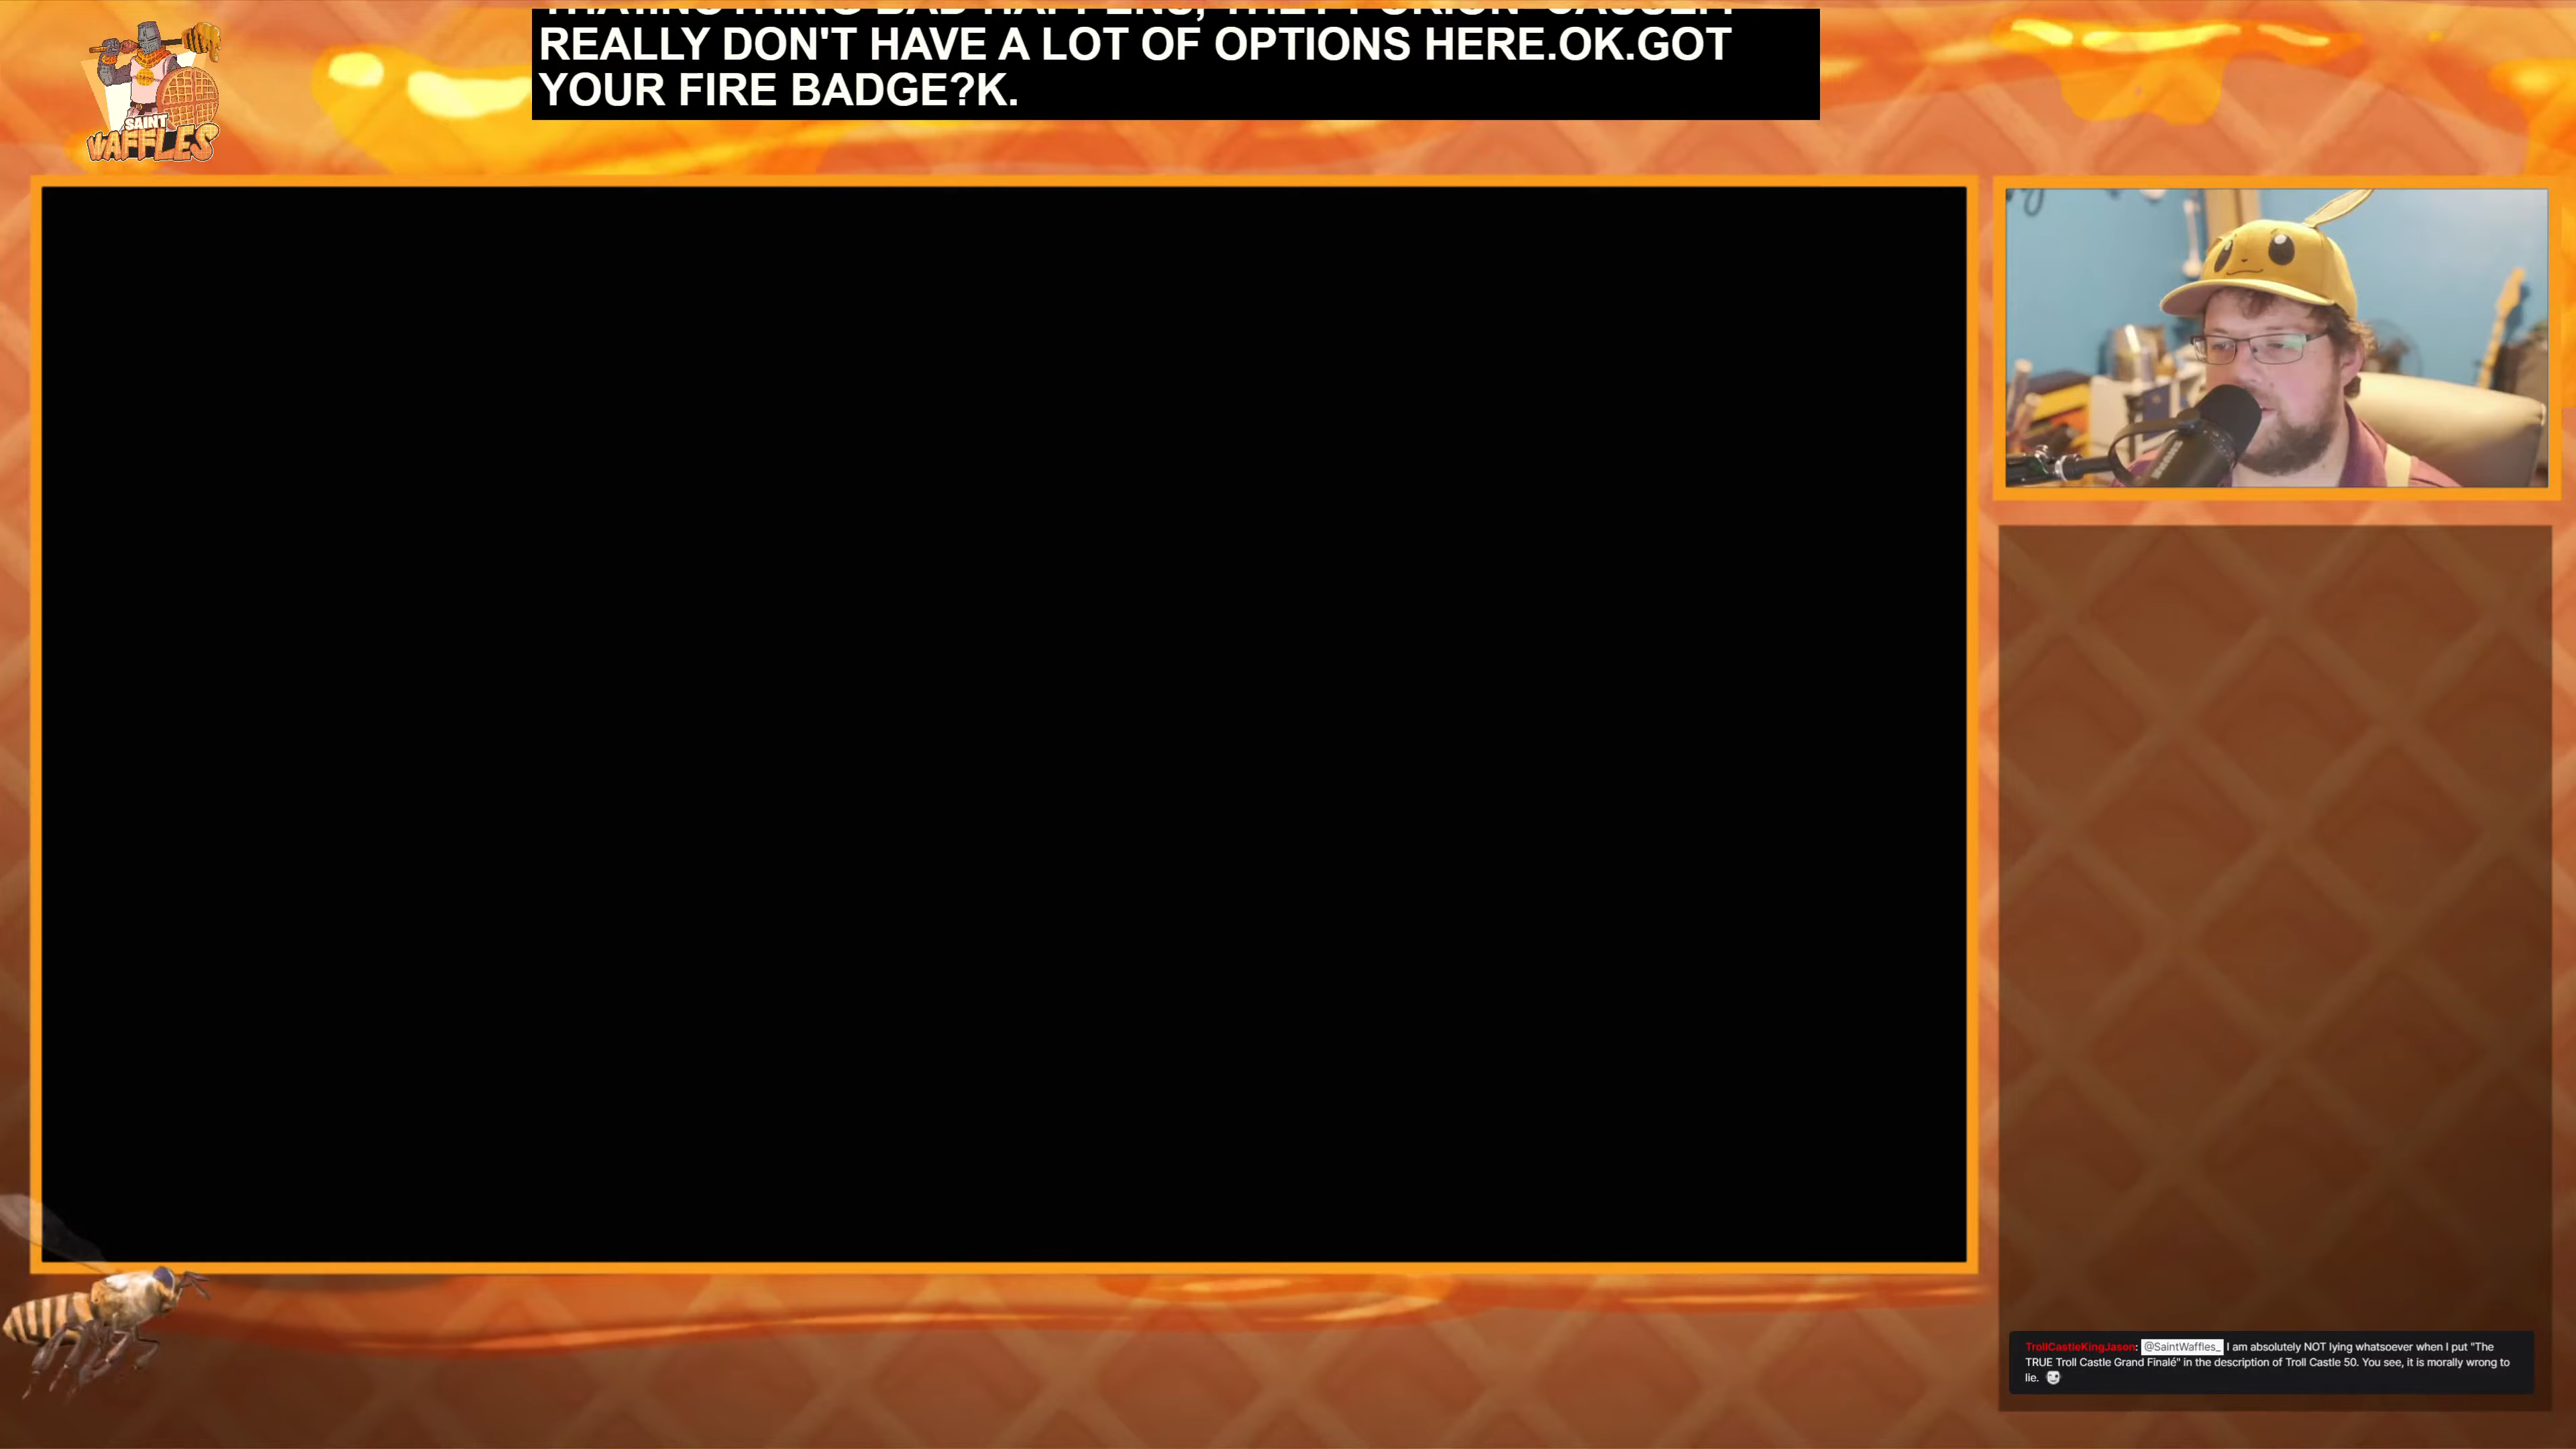 REALLY DON'T HAVE A LOT OF OPTIONS HERE.OK.GOT
YOUR FIRE BADGE?K.
SAINT
WAFFLES
TrollCastleKingJason: @SaintWaffles_ I am absolutely NOT lying whatsoever when I put "The
TRUE Troll Castle Grand Finalé" in the description of Troll Castle 50. You see, it is morally wrong to
lie.